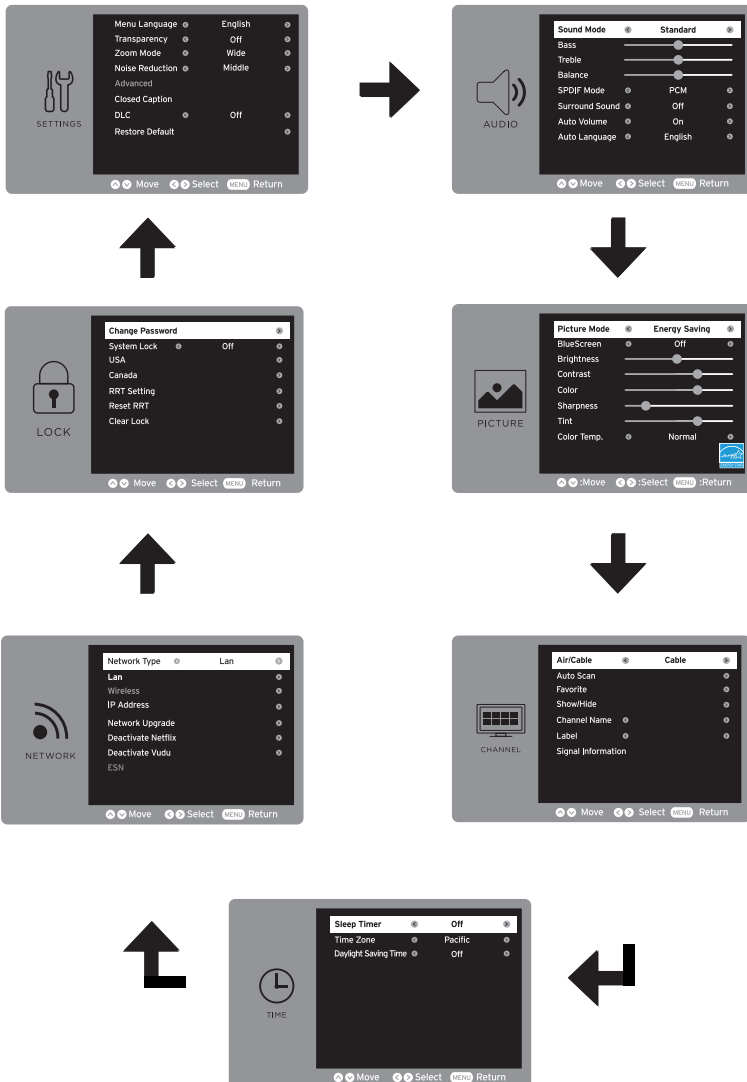 Menu Language English
Transparency Off
Zoom Mode Wide
Noise Reduction Middle
Advanced
Closed Caption
DLC Off
Restore Default
SETTINGS
Move Select MENU Return
Sound Mode Standard
Bass
Treble
Balance
SPDIF Mode PCM
Surround Sound Off
Auto Volume On
Auto Language English
AUDIO
Move Select MENU Return
Change Password
System Lock Off
USA
Canada
RRT Setting
Reset RRT
Clear Lock
LOCK
Move Select MENU Return
Picture Mode Energy Saving
BlueScreen Off
Brightness
Contrast
Color
Sharpness
Tint
Color Temp. Normal
PICTURE
:Move :Select MENU :Return
Network Type Lan
Lan
Wireless
IP Address
Network Upgrade
Deactivate Netflix
Deactivate Vudu
ESN
NETWORK
Move Select MENU Return
Air/Cable Cable
Auto Scan
Favorite
Show/Hide
Channel Name
Label
Signal Information
CHANNEL
Move Select MENU Return
Sleep Timer Off
Time Zone Pacific
Daylight Saving Time Off
TIME
Move Select MENU Return